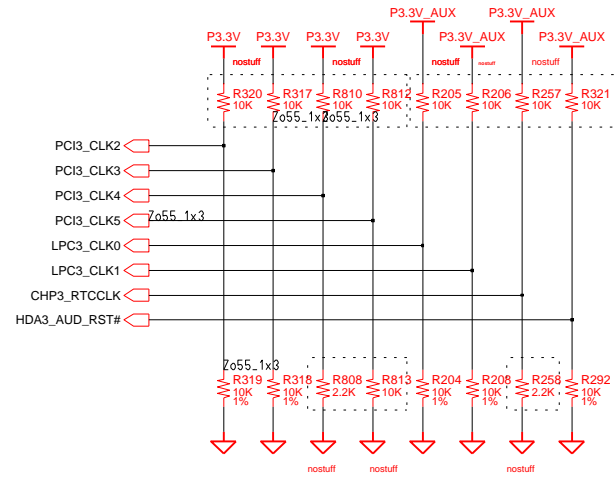 P3.3V_AUX P3.3V_AUX
P3.3V P3.3V P3.3V P3.3V P3.3V_AUX P3.3V_AUX
nostuff nostuff nostuff nostuff nostuff
R320 R317 R810 R812 R205 R206 R257 R321
10K 10K 10K 10K 10K 10K 10K 10K
Zo55_1x3 Zo55_1x3
PCI3_CLK2
PCI3_CLK3
PCI3_CLK4
PCI3_CLK5 Zo55_1x3
LPC3_CLK0
LPC3_CLK1
CHP3_RTCCLK
HDA3_AUD_RST#
Zo55_1x3
R319 R318 R808 R813 R204 R208 R258 R292
10K 10K 2.2K 10K 10K 10K 2.2K 10K
1% 1% 1% 1% 1%
nostuff nostuff nostuff